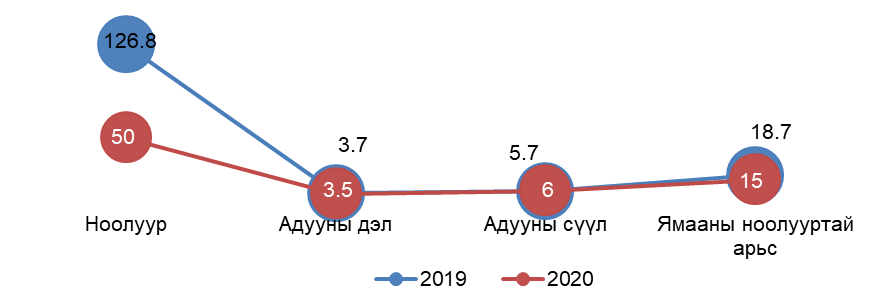 126.8
50
3.7
3.5
5.7
6
18.7
15
Ноолуур
Адууны дэл
Адууны сүүл
Ямааны ноолууртай
арьс
2019
2020